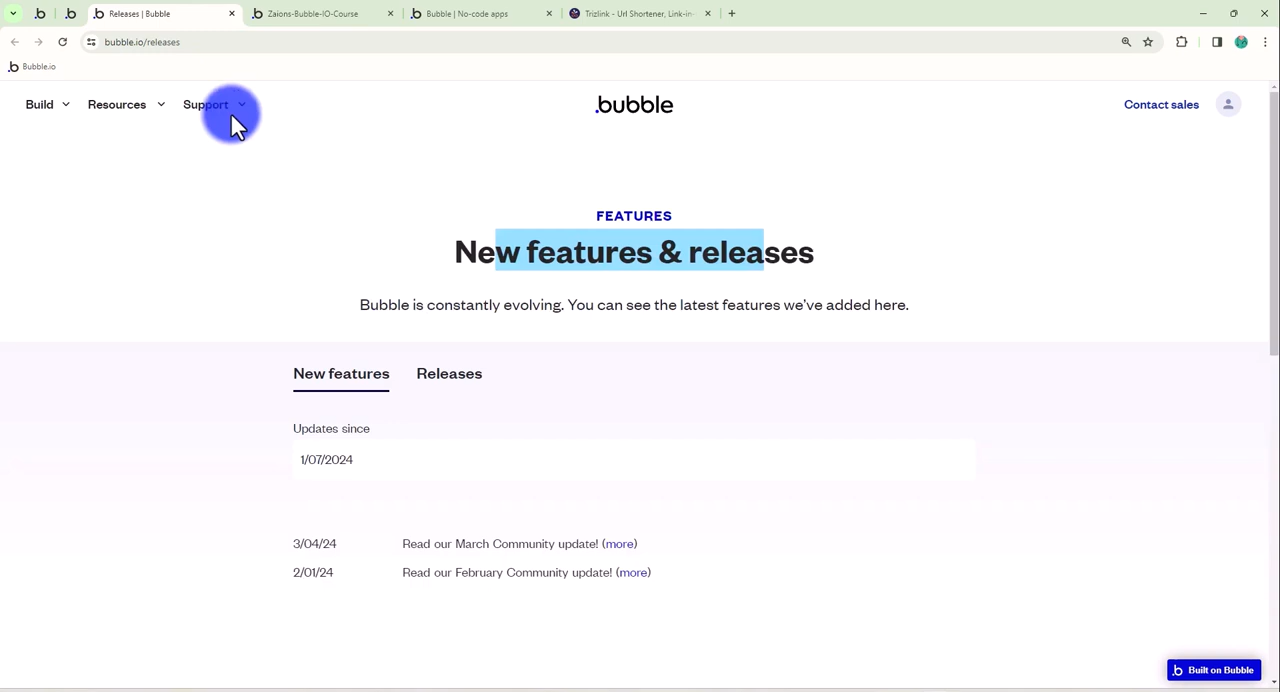 Releases | Bubble
Zaions-Bubble-IO-Course
Bubble | No-code apps
Trizlink - Url Shortener, Link-in-
bubble.io/releases
Bubble.io
Build
Resources
Support
.bubble
Contact sales
FEATURES
New features & releases
Bubble is constantly evolving. You can see the latest features we've added here.
New features
Releases
Updates since
1/07/2024
3/04/24 Read our March Community update! (more)
2/01/24 Read our February Community update! (more)
Built on Bubble